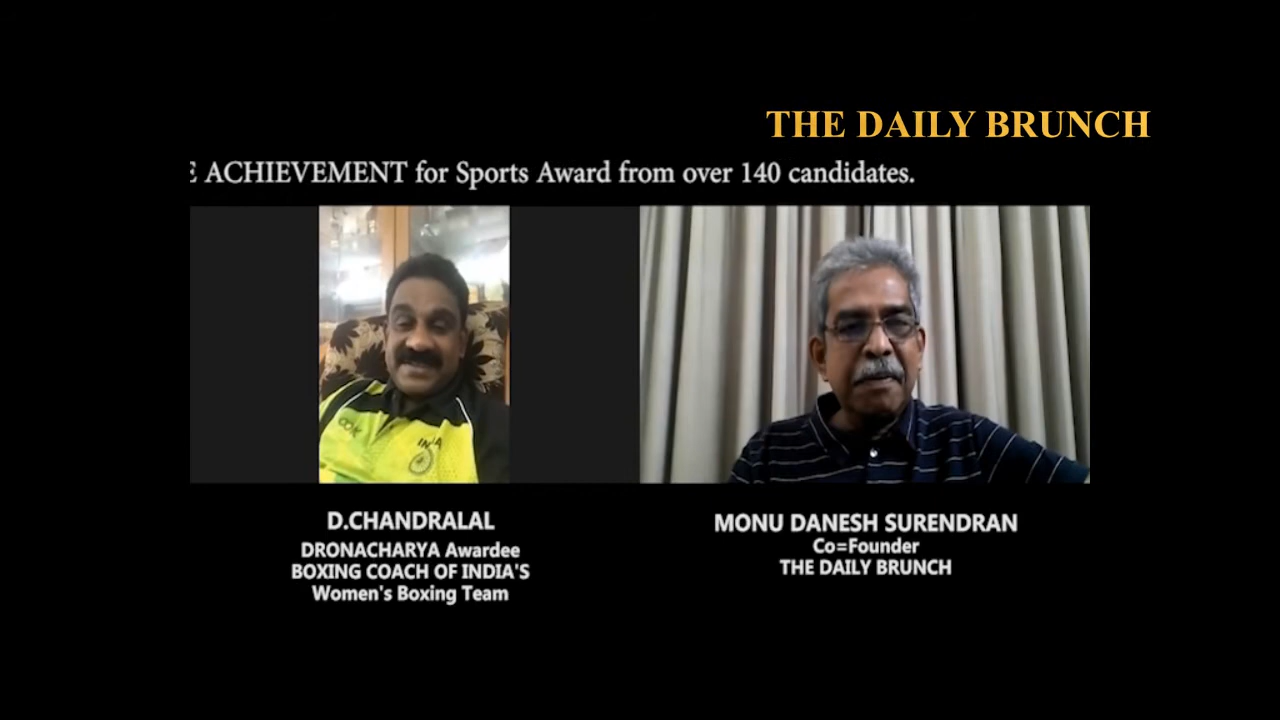 THE DAILY BRUNCH
E ACHIEVEMENT for Sports Award from over 140 candidates.
INDIA
D.CHANDRALAL
DRONACHARYA Awardee
BOXING COACH OF INDIA'S
Women's Boxing Team
MONU DANESH SURENDRAN
Co=Founder
THE DAILY BRUNCH